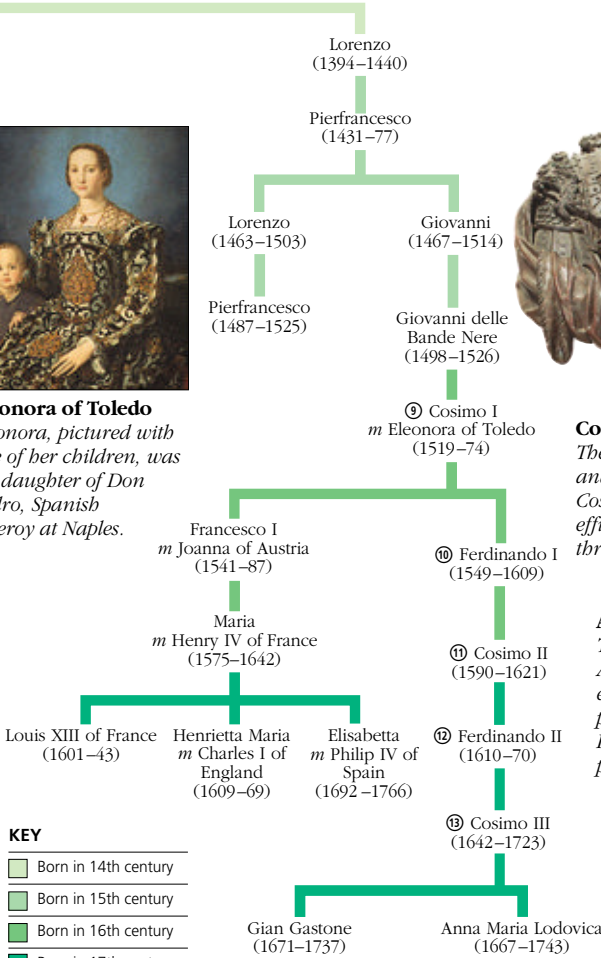 Lorenzo
(1394–1440)
Pierfrancesco
(1431–77)
Lorenzo
(1463–1503)
Giovanni
(1467–1514)
Pierfrancesco
(1487–1525)
Giovanni delle
Bande Nere
(1498–1526)
onora of Toledo
onora, pictured with
e of her children, was
daughter of Don
dro, Spanish
eroy at Naples.
⑨ Cosimo I
m Eleonora of Toledo
(1519–74)
Co
The
and
Cos
effi
thr
Francesco I
m Joanna of Austria
(1541–87)
⑩ Ferdinando I
(1549–1609)
Maria
m Henry IV of France
(1575–1642)
⑪ Cosimo II
(1590–1621)
Louis XIII of France
(1601–43)
Henrietta Maria
m Charles I of
England
(1609–69)
Elisabetta
m Philip IV of
Spain
(1692–1766)
⑫ Ferdinando II
(1610–70)
⑬ Cosimo III
(1642–1723)
KEY
Born in 14th century
Born in 15th century
Born in 16th century
Gian Gastone
(1671–1737)
Anna Maria Lodovica
(1667–1743)